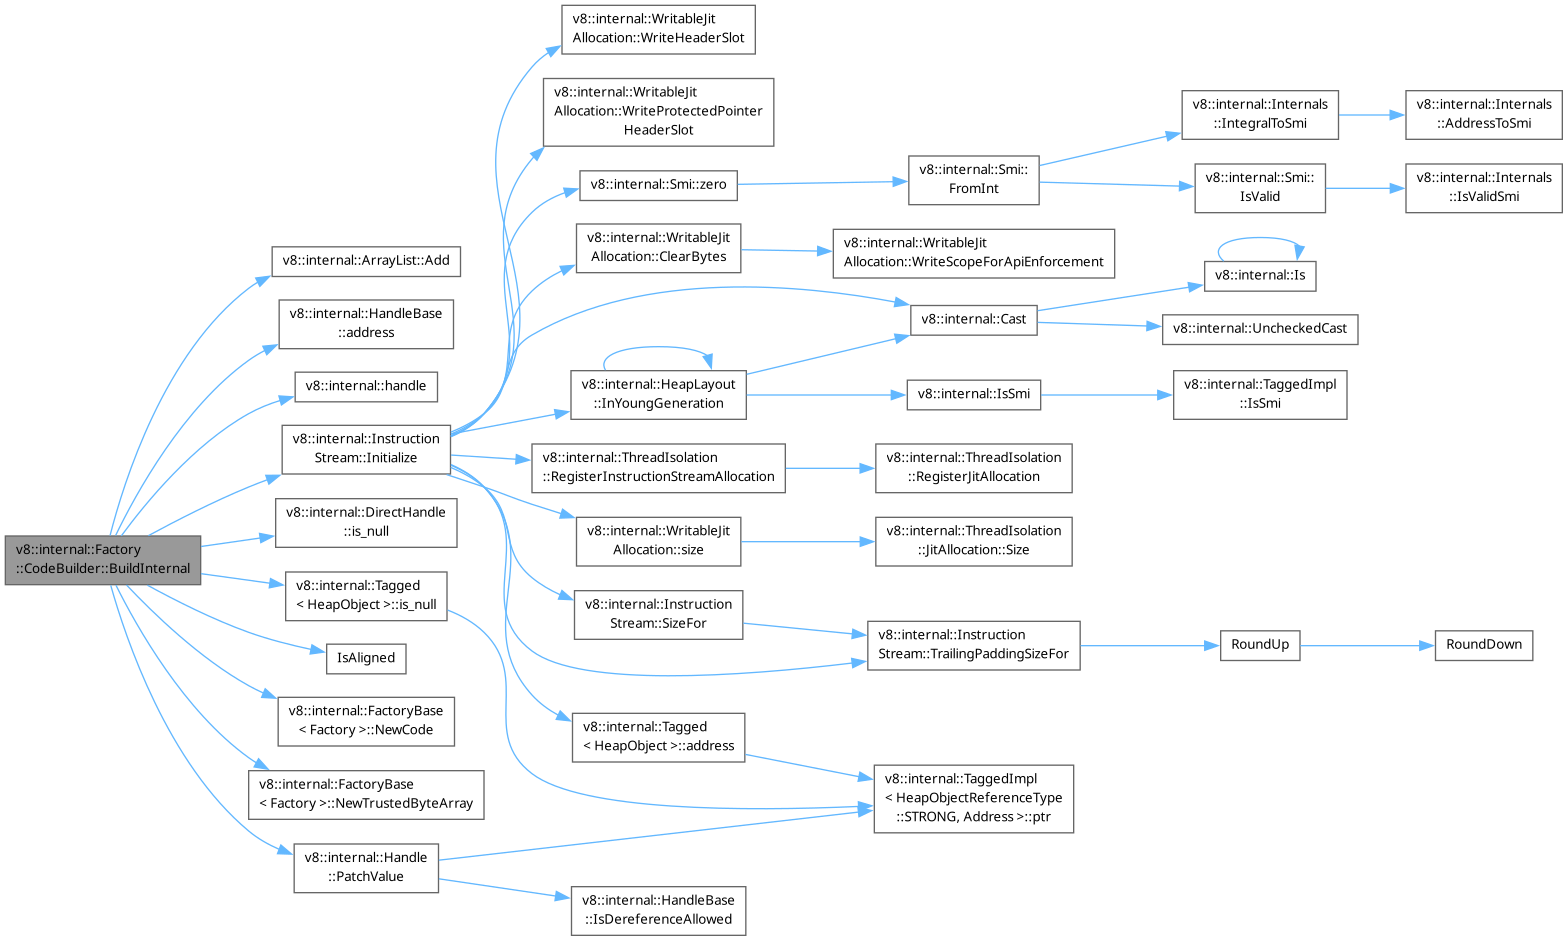 v8::internal::Factory
::CodeBuilder::BuildInternal
v8::internal::ArrayList::Add
v8::internal::HandleBase
::address
v8::internal::handle
v8::internal::Instruction
Stream::Initialize
v8::internal::DirectHandle
::is_null
v8::internal::Tagged
< HeapObject >::is_null
IsAligned
v8::internal::FactoryBase
< Factory >::NewCode
v8::internal::FactoryBase
< Factory >::NewTrustedByteArray
v8::internal::Handle
::PatchValue
v8::internal::WritableJit
Allocation::WriteHeaderSlot
v8::internal::WritableJit
Allocation::WriteProtectedPointer
HeaderSlot
v8::internal::Smi::zero
v8::internal::WritableJit
Allocation::ClearBytes
v8::internal::HeapLayout
::InYoungGeneration
v8::internal::ThreadIsolation
::RegisterInstructionStreamAllocation
v8::internal::WritableJit
Allocation::size
v8::internal::Instruction
Stream::SizeFor
v8::internal::Tagged
< HeapObject >::address
v8::internal::HandleBase
::IsDereferenceAllowed
v8::internal::Smi::
FromInt
v8::internal::WritableJit
Allocation::WriteScopeForApiEnforcement
v8::internal::Cast
v8::internal::IsSmi
v8::internal::ThreadIsolation
::RegisterJitAllocation
v8::internal::ThreadIsolation
::JitAllocation::Size
v8::internal::Instruction
Stream::TrailingPaddingSizeFor
v8::internal::TaggedImpl
< HeapObjectReferenceType
::STRONG, Address >::ptr
v8::internal::Internals
::IntegralToSmi
v8::internal::Smi::
IsValid
v8::internal::Is
v8::internal::UncheckedCast
v8::internal::TaggedImpl
::IsSmi
RoundUp
v8::internal::Internals
::AddressToSmi
v8::internal::Internals
::IsValidSmi
RoundDown